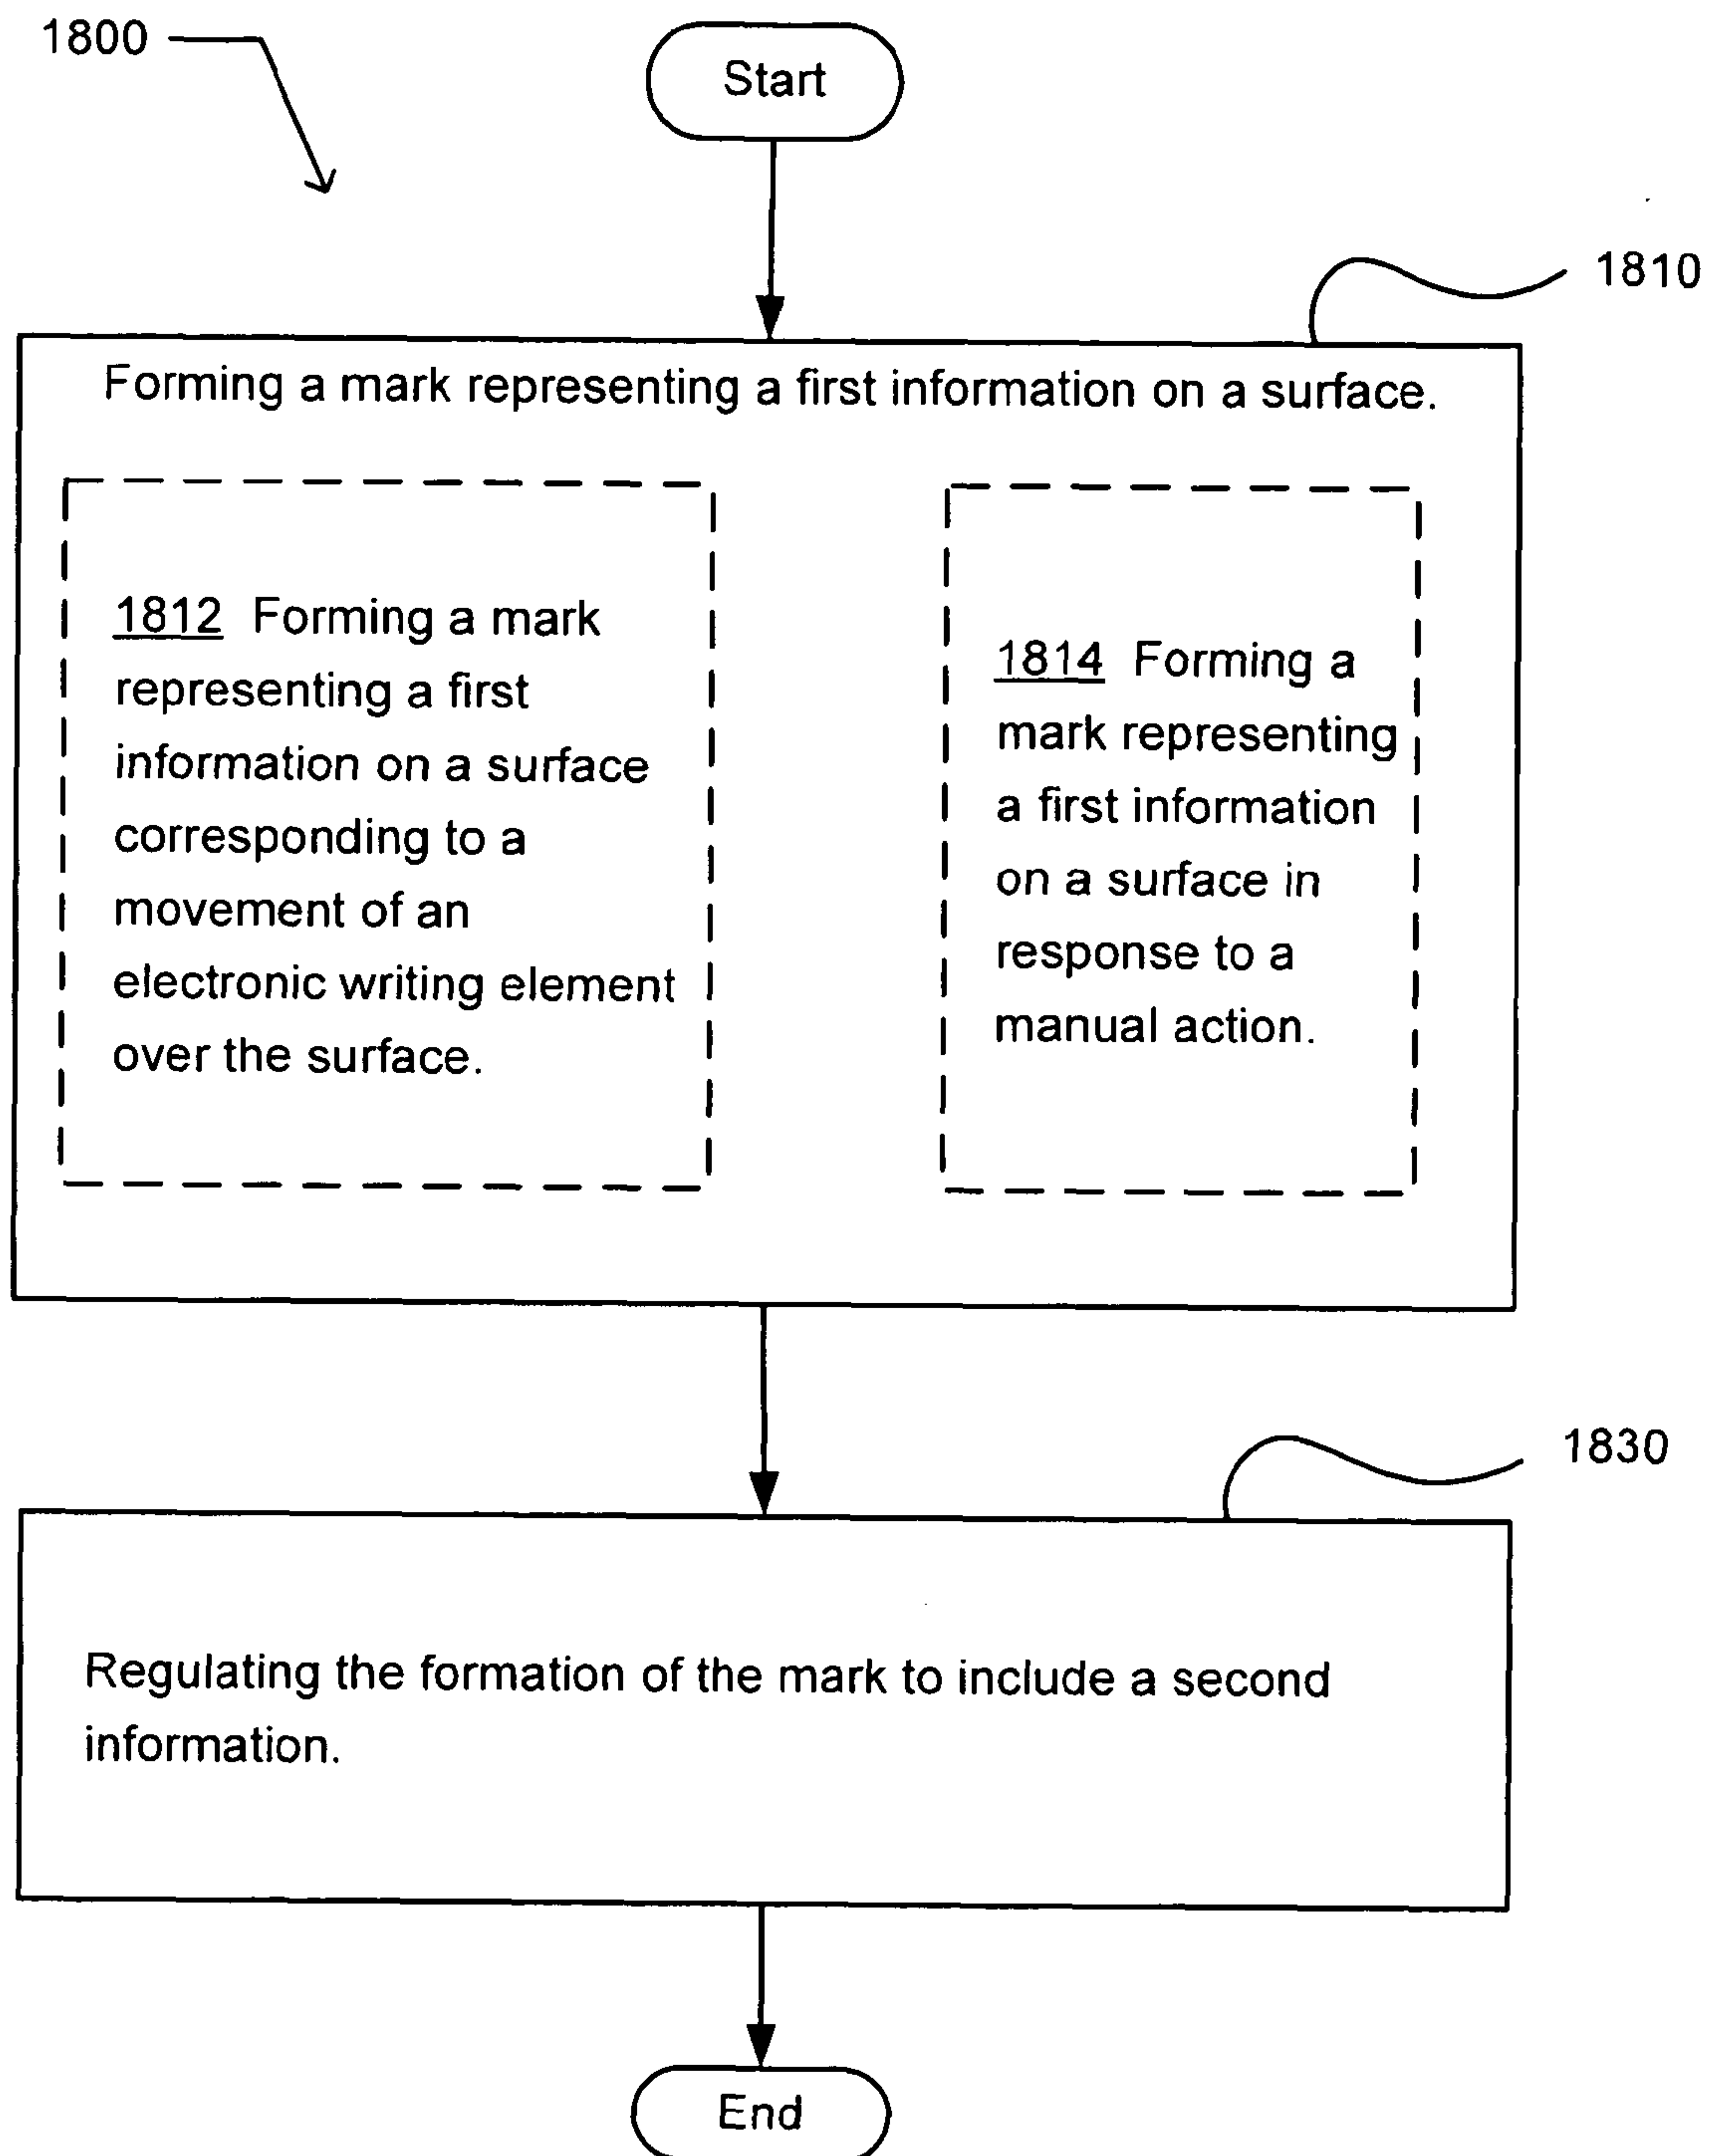 1800
Start
1810
Forming a mark representing a first information on a surface.
1812 Forming a mark
representing a first
information on a surface
corresponding to a
movement of an
electronic writing element
over the surface.
1814 Forming a
mark representing
a first information
on a surface in
response to a
manual action.
1830
Regulating the formation of the mark to include a second
information.
End